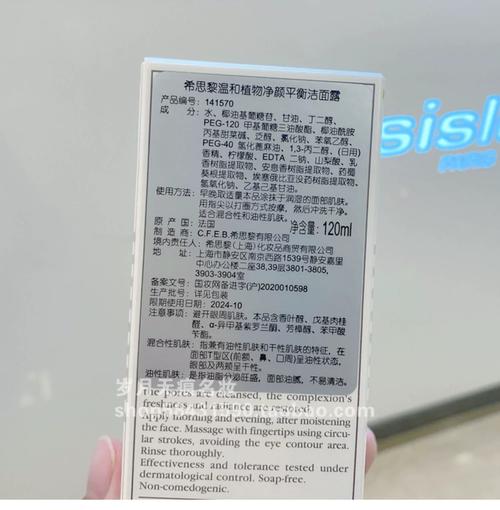 希思黎温和植物净颜平衡洁面露
产品编号：141570
成 分：水、椰油基葡糖苷、甘油、丁二醇、
PEG-120 甲基葡糖三油酸酯、椰油酰胺
丙基甜菜碱、泛醇、氯化钠、苯氧乙醇、
PEG-40 氢化蓖麻油、1,3-丙二醇、(日用)
香精、柠檬酸、EDTA 二钠、山梨酸、乳
香树脂提取物、安息香树脂提取物、药蜀
葵根提取物、埃塞俄比亚没药树脂提取物、
氢氧化钠、乙基己基甘油。
使用方法：早晚取适量本品涂抹于润湿的面部肌肤。
用指尖以打圈方式按摩，然后冲洗干净。
适合混合性和油性肌肤。
原 产 国：法国
净含量：120ml
制 造 商：C.F.E.B.希思黎有限公司
境内责任人：希思黎(上海)化妆品商贸有限公司
地 址：上海市静安区南京西路1539号静安嘉里
中心办公楼二座38,39层3801-3805,
3903-3904室
备案文号：国妆网备进字(沪)2020010598
生产批号：详见包装
限期使用日期：2024-10
注意事项：避开眼周肌肤。本品含香叶醇、戊基肉桂
醛、α-异甲基紫罗兰酮、芳樟醇、苯甲酸
苄酯。
混合性肌肤：指兼有油性肌肤和干性肌肤的特征，在
面部T型区(前额、鼻、口周)呈油性状态，
眼部及两颊呈干性。
油性肌肤：是指油脂分泌旺盛，面部油腻，不易清洁。
the pores are cleansed, the complexion's
Apply morning and evening, after moistening
the face. Massage with fingertips using circu-
lar strokes, avoiding the eye contour area.
Rinse thoroughly.
Effectiveness and tolerance tested under
dermatological control. Soap-free.
Non-comedogenic.
sisl
岁月无痕名妆